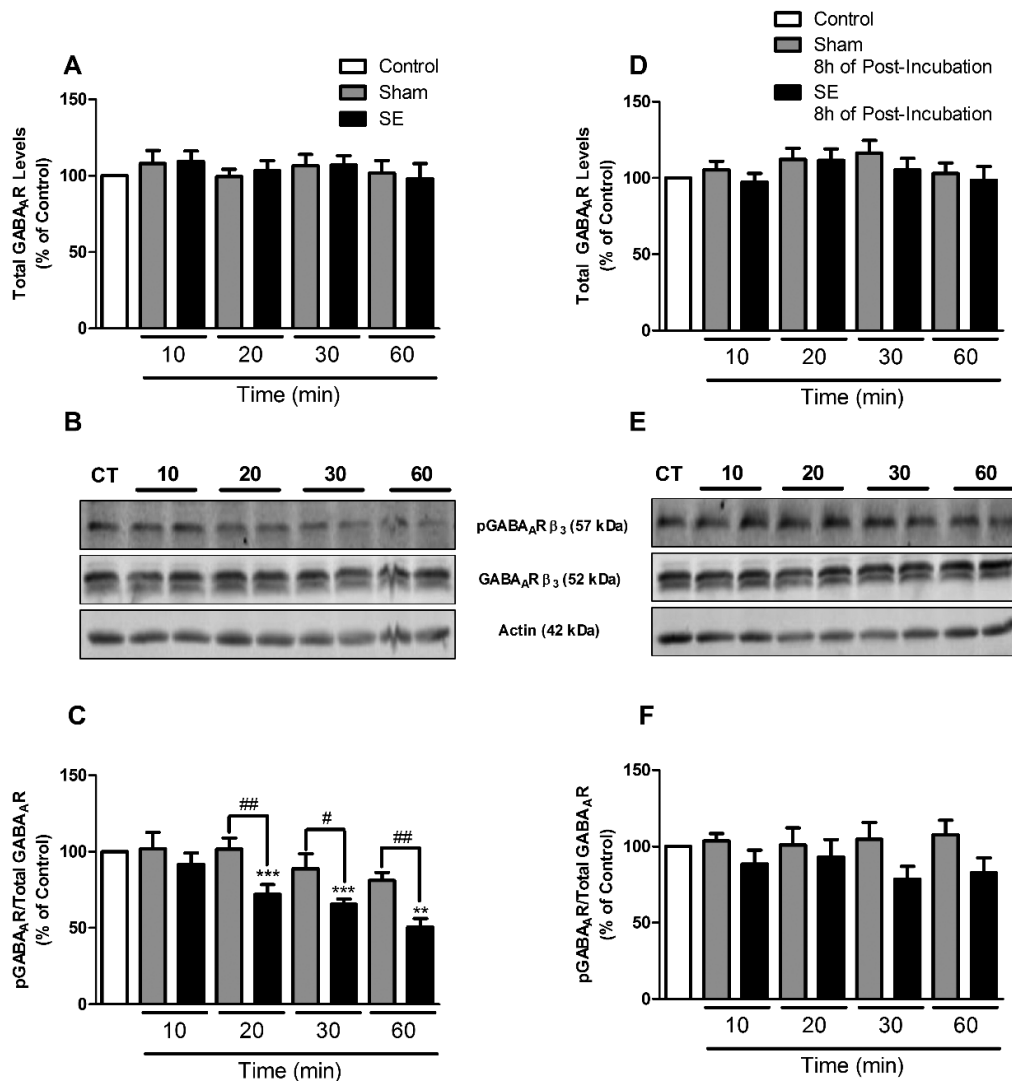 A
Control
Sham
SE
Total GABAAR Levels
(% of Control)
150
100
50
0
10 20 30 60
Time (min)
D
Control
Sham
8h of Post-Incubation
SE
8h of Post-Incubation
Total GABAAR Levels
(% of Control)
150
100
50
0
10 20 30 60
Time (min)
B
CT 10 20 30 60
pGABAAR β3 (57 kDa)
GABAAR β3 (52 kDa)
Actin (42 kDa)
E
CT 10 20 30 60
C
pGABAAR/Total GABAAR
(% of Control)
150
100
50
0
## # ##
*** *** **
10 20 30 60
Time (min)
F
pGABAAR/Total GABAAR
(% of Control)
150
100
50
0
10 20 30 60
Time (min)